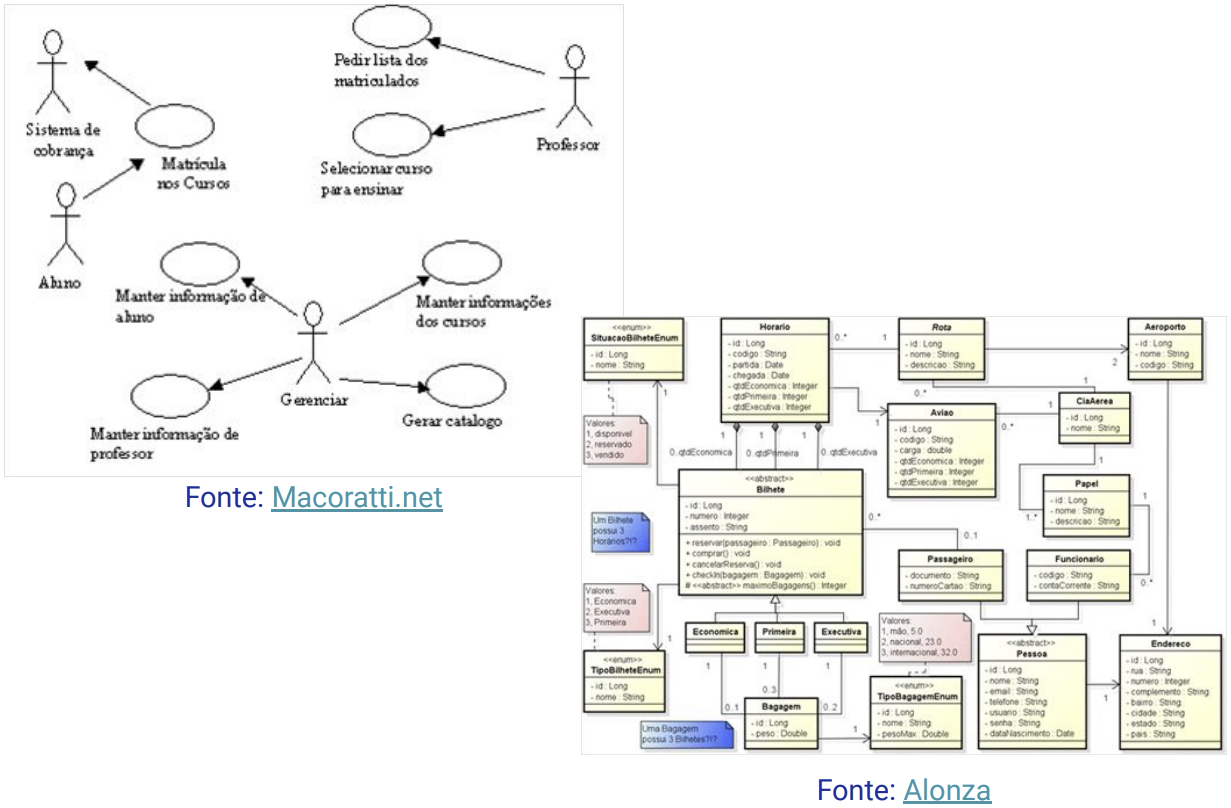 Sistema de
cobrança
Matrícula
nos Cursos
Aluno
Pedir lista dos
matriculados
Selecionar curso
para ensinar
Professor
Manter informação de
aluno
Manter informações
dos cursos
Gerenciar
Manter informação de
professor
Gerar catalogo
Fonte: Macoratti.net
<<enum>>
SituacaoBilheteEnum
- id : Long
- nome : String
Valores:
1, disponivel
2, reservado
3, vendido
Horario
- id : Long
- codigo : String
- partida : Date
- chegada : Date
- qtdEconomica : Integer
- qtdPrimeira : Integer
- qtdExecutiva : Integer
0..*
1
Rota
- id : Long
- nome : String
- descricao : String
2
Aeroporto
- id : Long
- nome : String
- codigo : String
1
0..*
CiaAerea
- id : Long
- nome : String
1
Aviao
- id : Long
- codigo : String
- carga : double
- qtdEconomica : Integer
- qtdPrimeira : Integer
- qtdExecutiva : Integer
1
0..*
1
1
1
1
0..qtdEconomica
0..qtdPrimeira
0..qtdExecutiva
1
1..*
Papel
- id : Long
- nome : String
- descricao : String
1
0..*
<<abstract>>
Bilhete
- id : Long
- numero : Integer
- assento : String
+ reservar(passageiro : Passageiro) : void
+ comprar() : void
+ cancelarReserva() : void
+ checkIn(bagagem : Bagagem) : void
# <<abstract>> maximoBagagens() : Integer
0..*
0..1
Um Bilhete
possui 3
Horários?!?
Passageiro
- documento : String
- numeroCartao : String
Funcionario
- codigo : String
- contaCorrente : String
Valores:
1, Economica
2, Executiva
3, Primeira
1
<<enum>>
TipoBilheteEnum
- id : Long
- nome : String
Economica
Primeira
Executiva
1
1
1
0..1
0..3
0..2
Valores:
1, mão, 5.0
2, nacional, 23.0
3, internacional, 32.0
<<abstract>>
Pessoa
- id : Long
- nome : String
- email : String
- telefone : String
- usuario : String
- senha : String
- dataNascimento : Date
1
1
Endereco
- id : Long
- rua : String
- numero : Integer
- complemento : String
- bairro : String
- cidade : String
- estado : String
- pais : String
Bagagem
- id : Long
- peso : Double
1
<<enum>>
TipoBagagemEnum
- id : Long
- nome : String
- pesoMax : Double
Uma Bagagem
possui 3 Bilhetes?!?
Fonte: Alonza